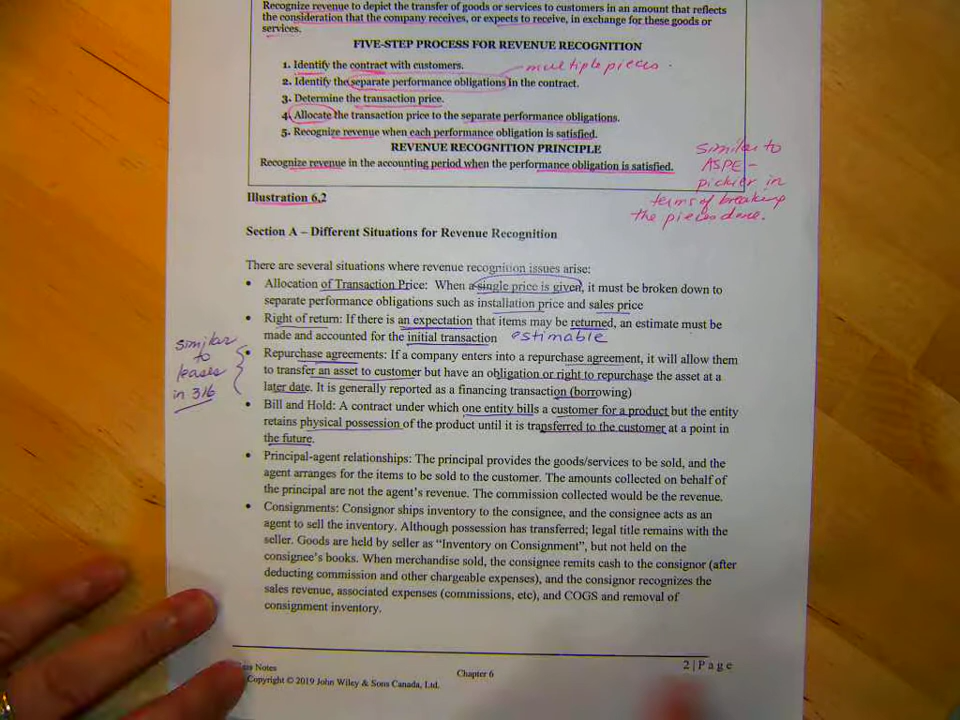 Recognize revenue to depict the transfer of goods or services to customers in an amount that reflects
the consideration that the company receives, or expects to receive, in exchange for these goods or
services.
FIVE-STEP PROCESS FOR REVENUE RECOGNITION
1. Identify the contract with customers.
multiple pieces.
2. Identify the separate performance obligations in the contract.
3. Determine the transaction price.
4. Allocate the transaction price to the separate performance obligations.
5. Recognize revenue when each performance obligation is satisfied.
REVENUE RECOGNITION PRINCIPLE
Recognize revenue in the accounting period when the performance obligation is satisfied.
similar to
ASPE –
pickier in
terms of breaking
the pieces done.
Illustration 6.2
Section A – Different Situations for Revenue Recognition
There are several situations where revenue recognition issues arise:
• Allocation of Transaction Price: When a single price is given, it must be broken down to
separate performance obligations such as installation price and sales price
• Right of return: If there is an expectation that items may be returned, an estimate must be
made and accounted for the initial transaction estimable
similar
to
leases
in 316
• Repurchase agreements: If a company enters into a repurchase agreement, it will allow them
to transfer an asset to customer but have an obligation or right to repurchase the asset at a
later date. It is generally reported as a financing transaction (borrowing)
• Bill and Hold: A contract under which one entity bills a customer for a product but the entity
retains physical possession of the product until it is transferred to the customer at a point in
the future.
• Principal-agent relationships: The principal provides the goods/services to be sold, and the
agent arranges for the items to be sold to the customer. The amounts collected on behalf of
the principal are not the agent's revenue. The commission collected would be the revenue.
• Consignments: Consignor ships inventory to the consignee, and the consignee acts as an
agent to sell the inventory. Although possession has transferred; legal title remains with the
seller. Goods are held by seller as "Inventory on Consignment", but not held on the
consignee's books. When merchandise sold, the consignee remits cash to the consignor (after
deducting commission and other chargeable expenses), and the consignor recognizes the
sales revenue, associated expenses (commissions, etc), and COGS and removal of
consignment inventory.
Notes
Chapter 6
2 | Page
Copyright © 2019 John Wiley & Sons Canada, Ltd.